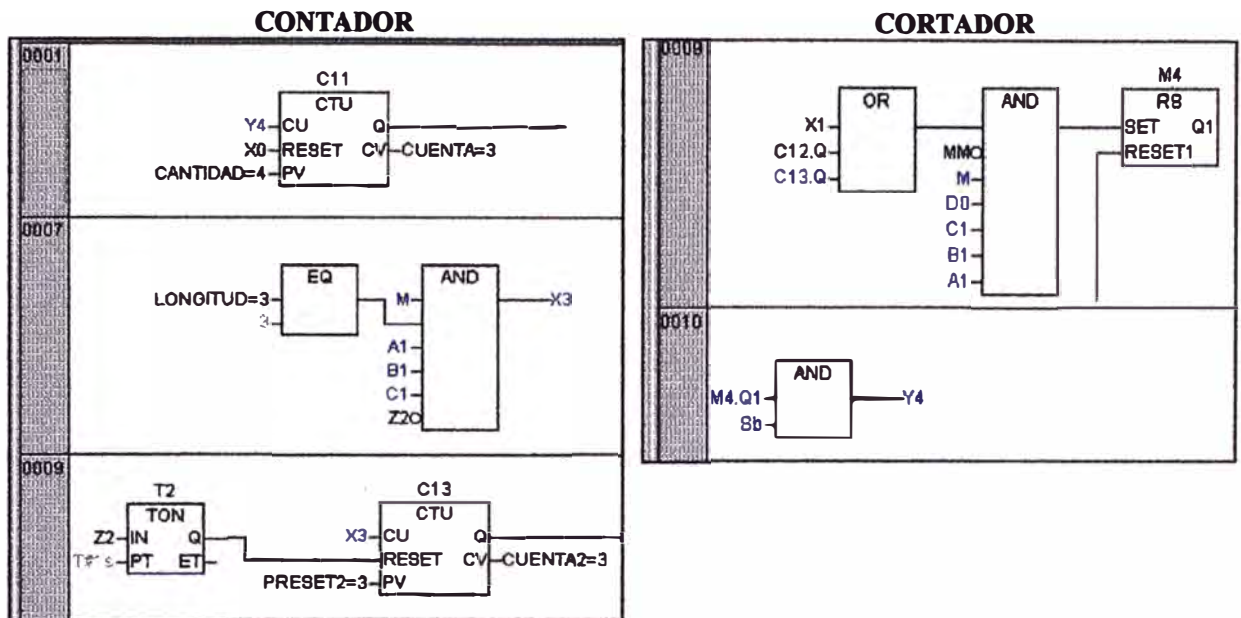 CONTADOR
0001
C11
CTU
Y4 CU Q
X0 RESET CV CUENTA=3
CANTIDAD=4 PV
0007
EQ
AND
LONGITUD=3
M
X3
3
A1
B1
C1
Z2
0009
T2
TON
Z2 IN Q
PT ET
C13
CTU
X3 CU Q
RESET CV CUENTA2=3
PRESET2=3 PV
CORTADOR
0009
OR
AND
M4
RS
X1
C12.Q
C13.Q
MM
M
D0
C1
B1
A1
SET Q1
RESET1
0010
AND
M4.Q1
Sb
Y4